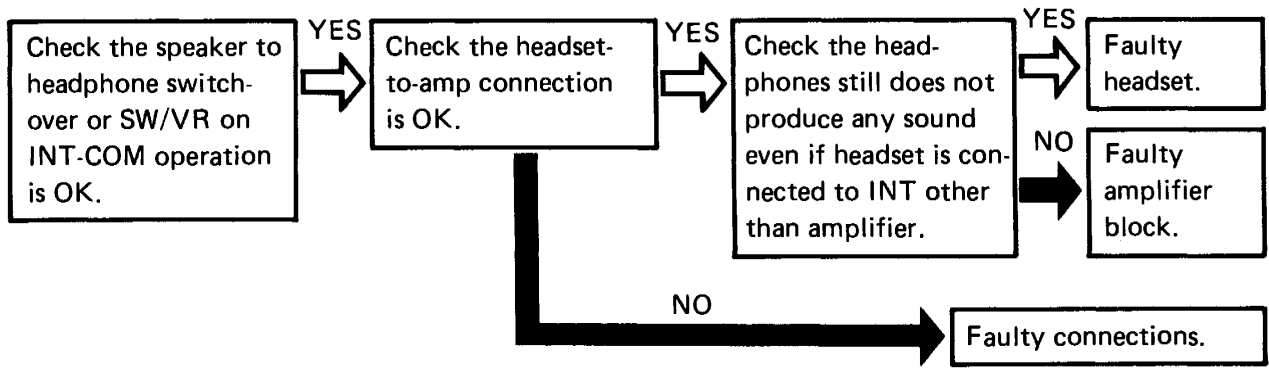 Check the speaker to
headphone switch-
over or SW/VR on
INT-COM operation
is OK.
YES
Check the headset-
to-amp connection
is OK.
YES
Check the head-
phones still does not
produce any sound
even if headset is con-
nected to INT other
than amplifier.
YES
Faulty
headset.
NO
Faulty
amplifier
block.
NO
Faulty connections.